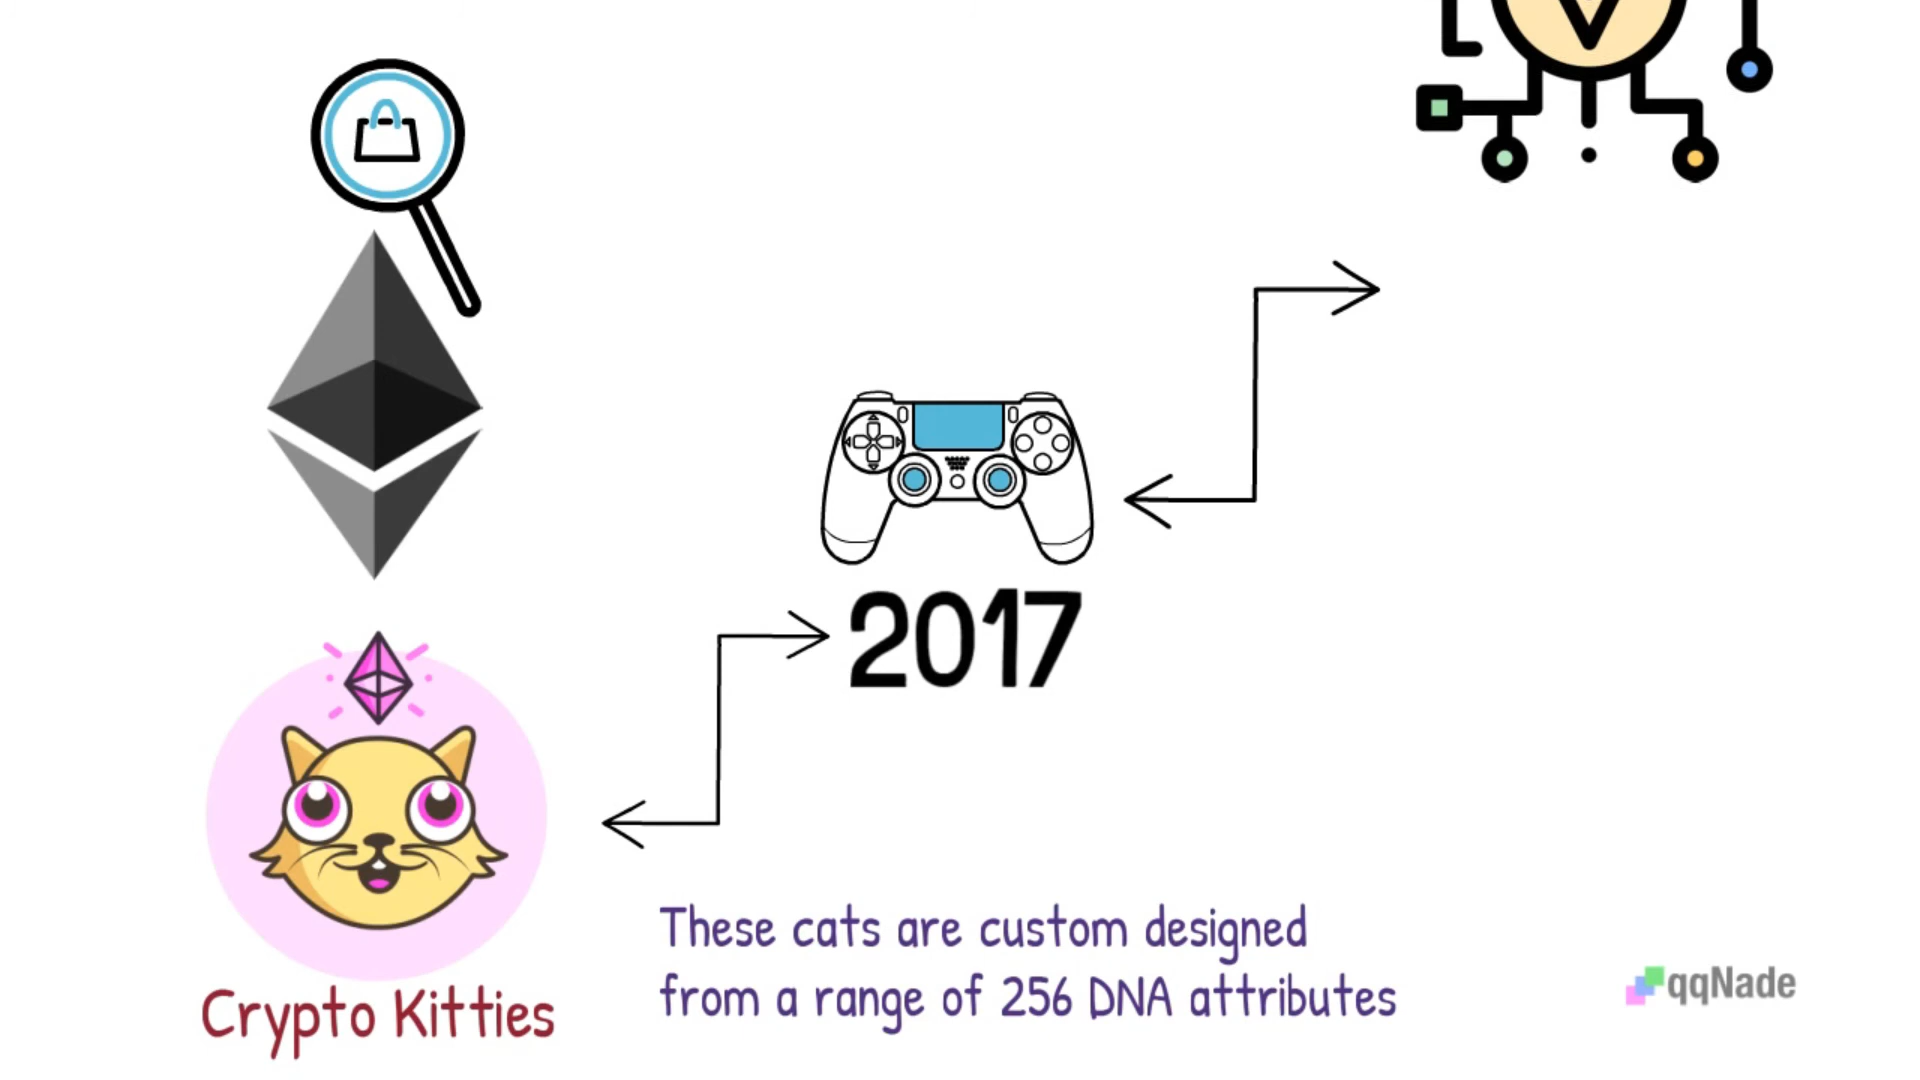 2017
These cats are custom designed
from a range of 256 DNA attributes
Crypto Kitties
qqNade